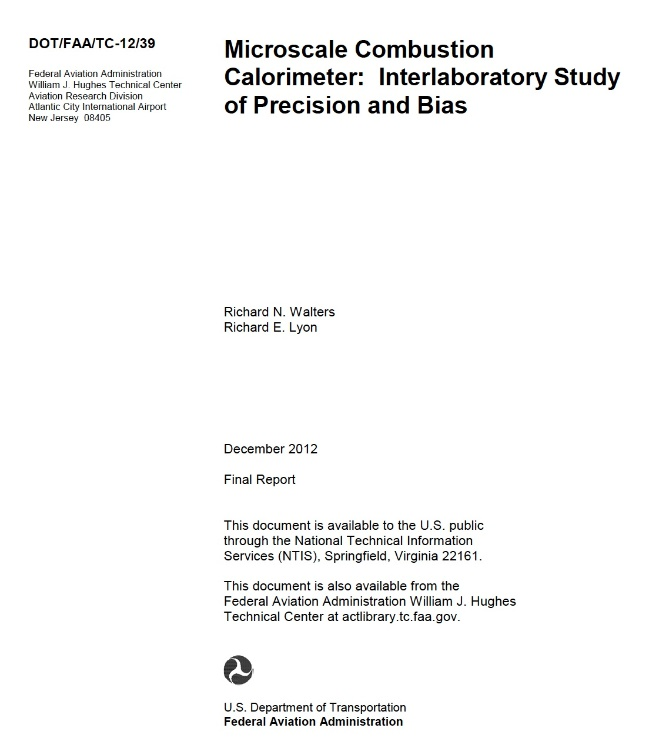 DOT/FAA/TC-12/39
Federal Aviation Administration
William J. Hughes Technical Center
Aviation Research Division
Atlantic City International Airport
New Jersey 08405
Microscale Combustion
Calorimeter: Interlaboratory Study
of Precision and Bias
Richard N. Walters
Richard E. Lyon
December 2012
Final Report
This document is available to the U.S. public
through the National Technical Information
Services (NTIS), Springfield, Virginia 22161.
This document is also available from the
Federal Aviation Administration William J. Hughes
Technical Center at actlibrary.tc.faa.gov.
U.S. Department of Transportation
Federal Aviation Administration